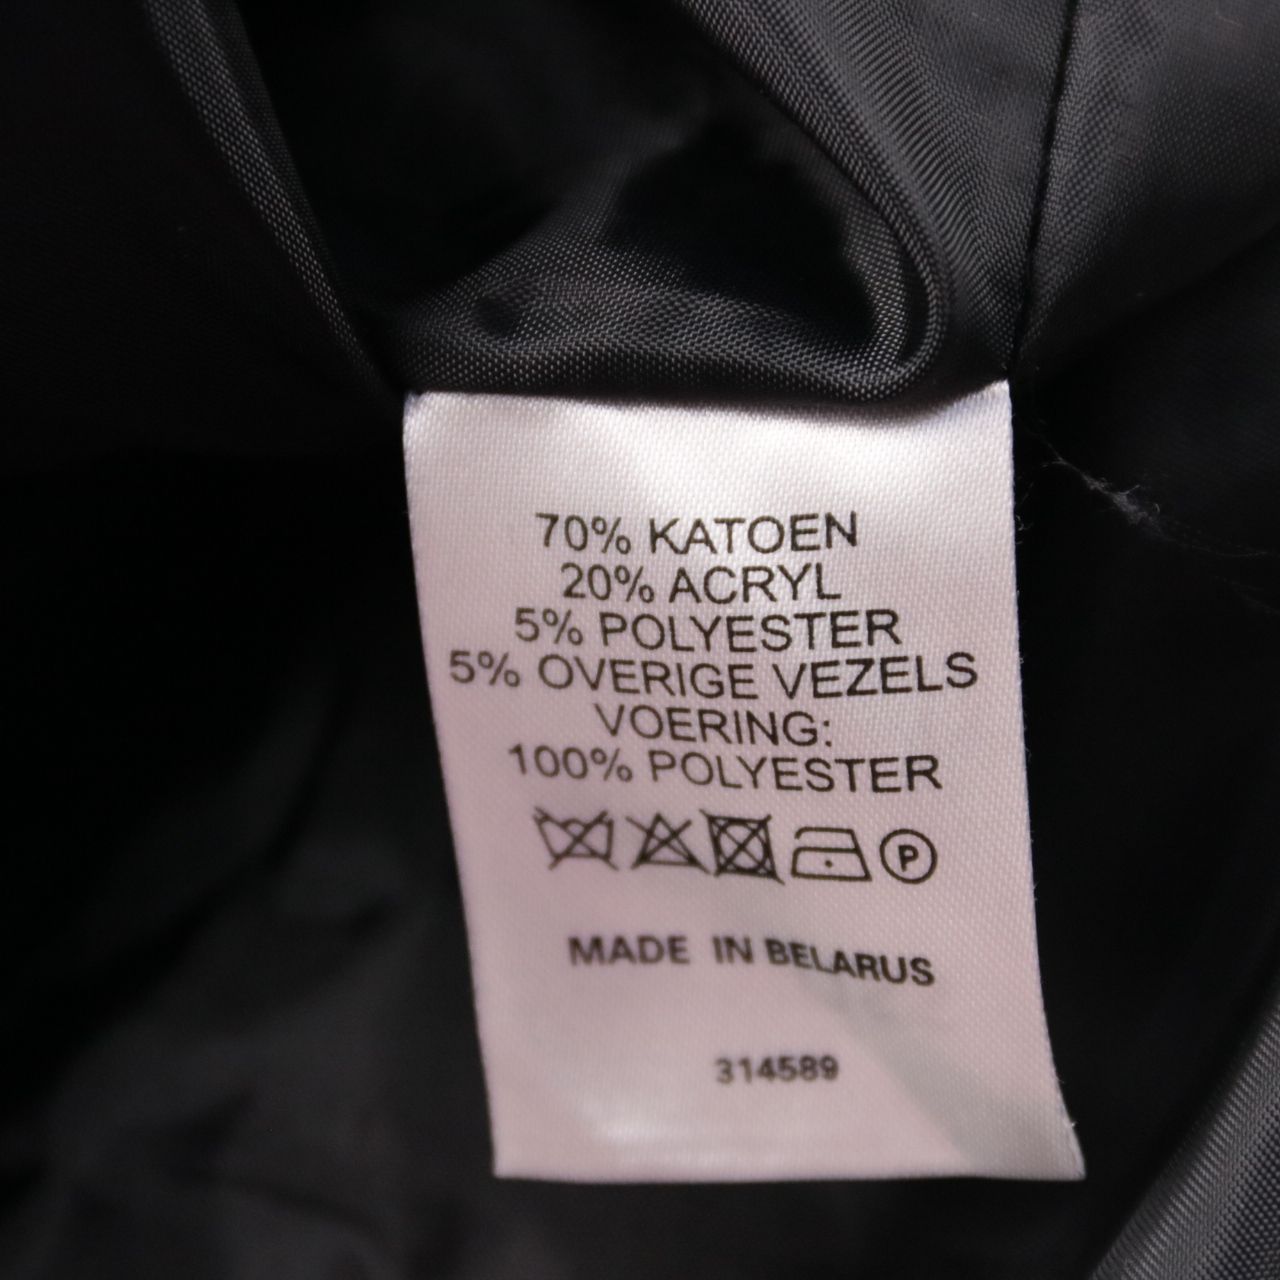 70% KATOEN
20% ACRYL
5% POLYESTER
5% OVERIGE VEZELS
VOERING:
100% POLYESTER
P
MADE IN BELARUS
314589